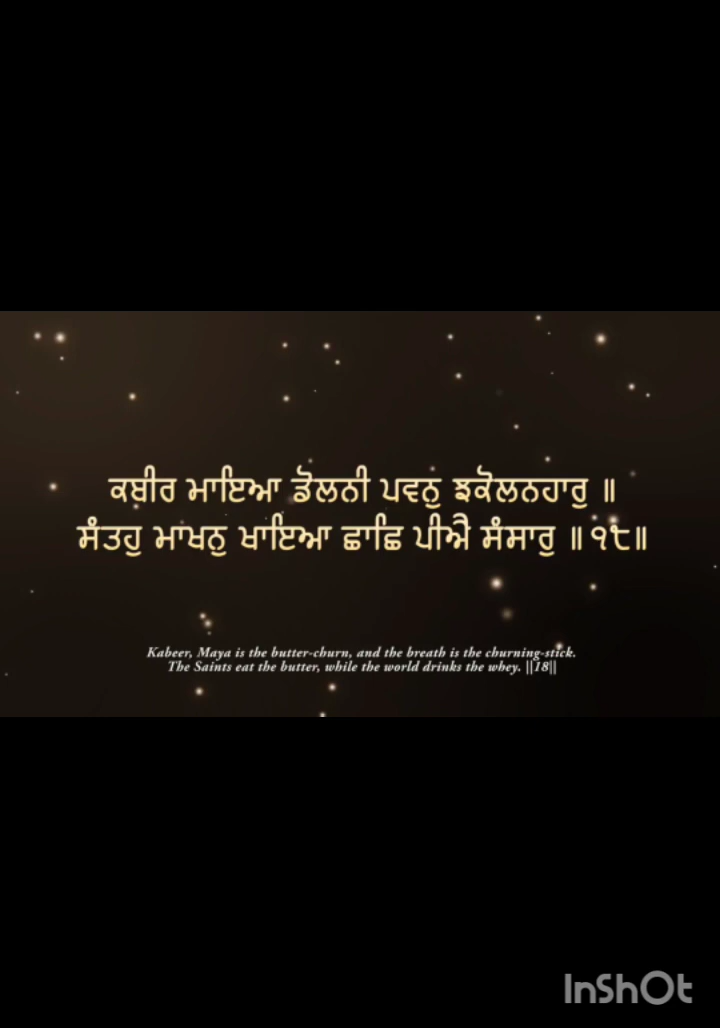 ਕਬੀਰ ਮਾਇਆ ਡੋਲਨੀ ਪਵਨੁ ਝਕੋਲਨਹਾਰੁ ॥
ਸੰਤਹੁ ਮਾਖਨੁ ਖਾਇਆ ਛਾਛਿ ਪੀਐ ਸੰਸਾਰੁ ॥੧੮॥
Kabeer, Maya is the butter-churn, and the breath is the churning-stick.
The Saints eat the butter, while the world drinks the whey. ||18||
InShOt